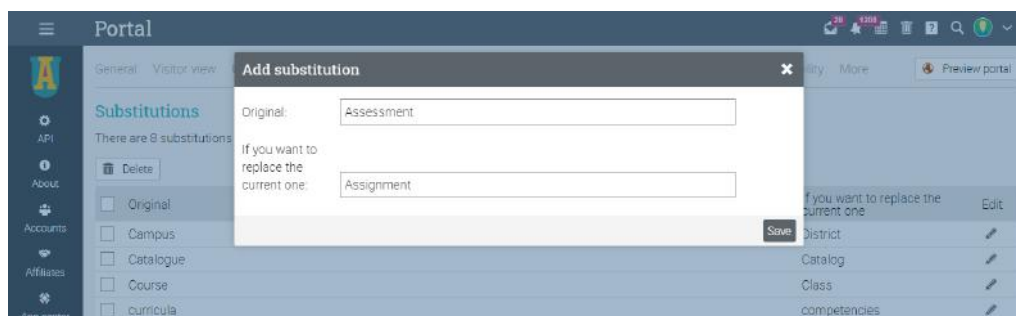 Portal
28
1208
General Visitor view
More
Preview portal
Add substitution
Substitutions
There are 8 substitutions
Delete
Original:
Assessment
If you want to
replace the
current one:
Assignment
Save
Original
If you want to replace the
current one
Edit
Campus
District
Catalogue
Catalog
Course
Class
curricula
competencies
API
About
Accounts
Affiliates